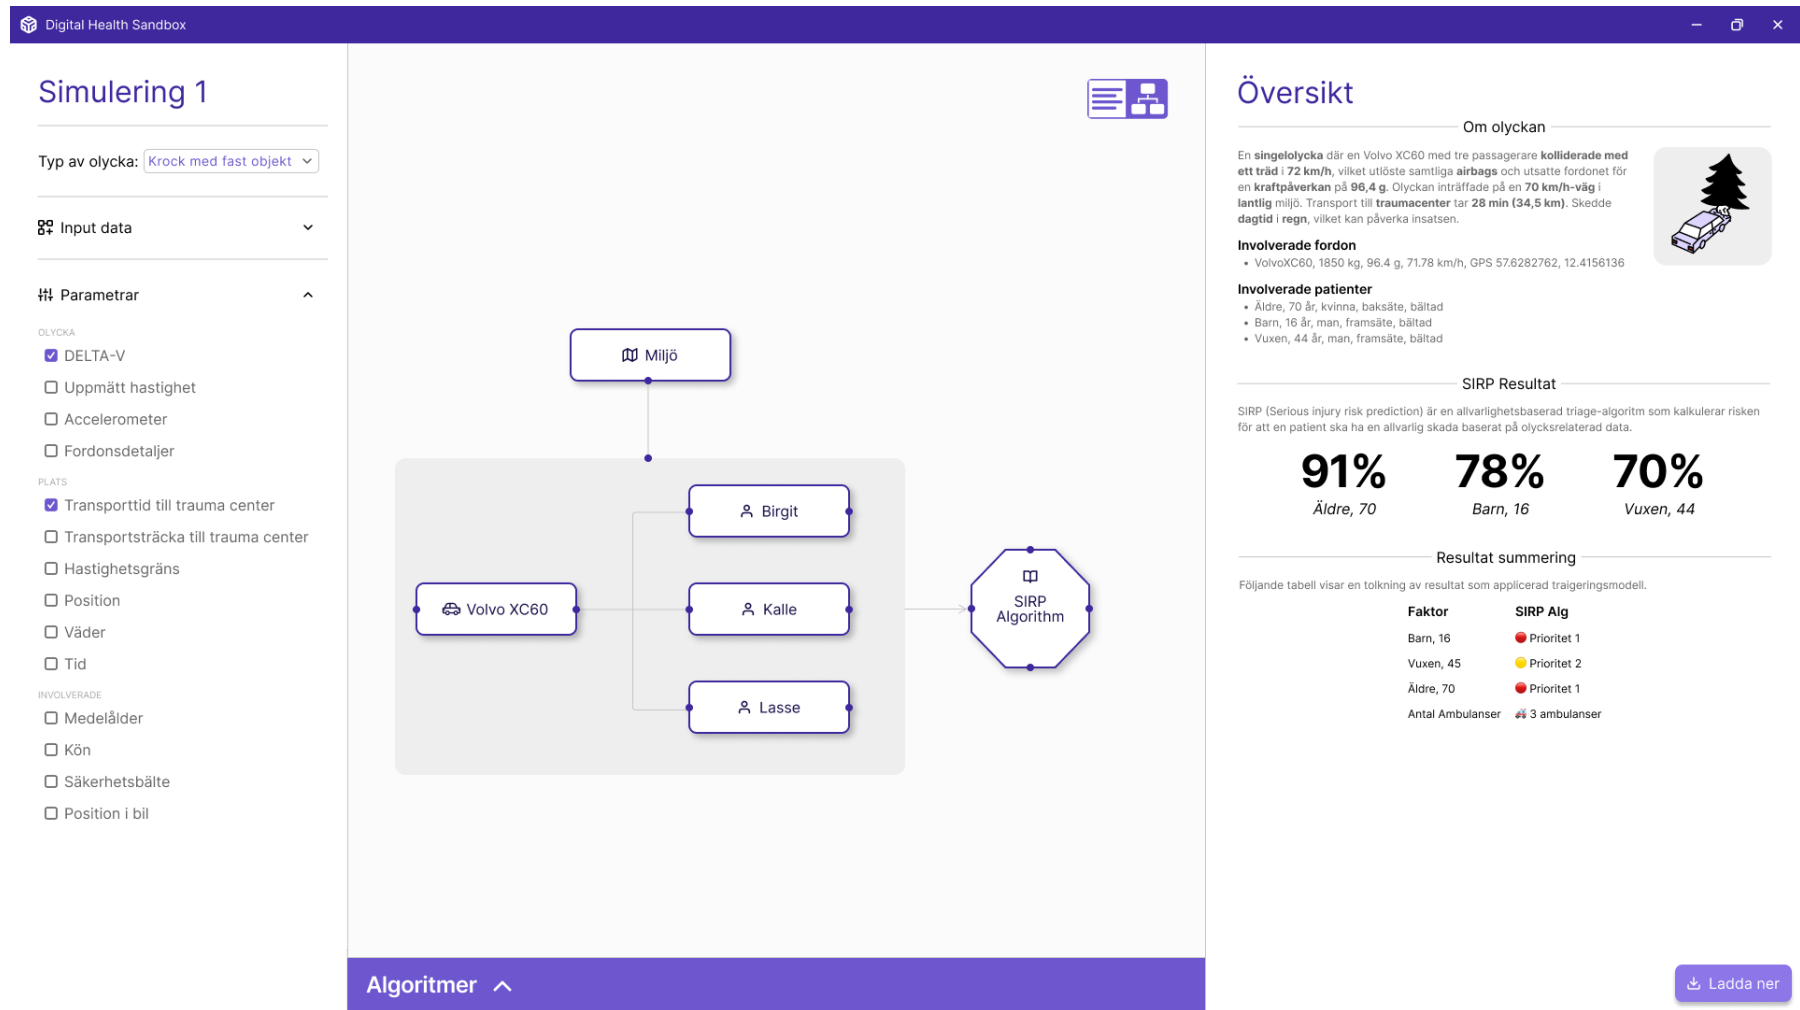 Digital Health Sandbox
Simulering 1
Typ av olycka: Krock med fast objekt
Input data
Parametrar
OLYCKA
DELTA-V
Uppmätt hastighet
Accelerometer
Fordonsdetaljer
PLATS
Transporttid till trauma center
Transportsträcka till trauma center
Hastighetsgräns
Position
Väder
Tid
INVOLVERADE
Medelålder
Kön
Säkerhetsbälte
Position i bil
Miljö
Birgit
Volvo XC60
Kalle
Lasse
SIRP
Algorithm
Algoritmer
Översikt
Om olyckan
En singelolycka där en Volvo XC60 med tre passagerare kolliderade med
ett träd i 72 km/h, vilket utlöste samtliga airbags och utsatte fordonet för
en kraftpåverkan på 96,4 g. Olyckan inträffade på en 70 km/h-väg i
lantlig miljö. Transport till traumacenter tar 28 min (34,5 km). Skedde
dagtid i regn, vilket kan påverka insatsen.
Involverade fordon
• VolvoXC60, 1850 kg, 96.4 g, 71.78 km/h, GPS 57.6282762, 12.4156136
Involverade patienter
• Äldre, 70 år, kvinna, baksäte, bältad
• Barn, 16 år, man, framsäte, bältad
• Vuxen, 44 år, man, framsäte, bältad
SIRP Resultat
SIRP (Serious injury risk prediction) är en allvarlighetsbaserad triage-algoritm som kalkulerar risken
för att en patient ska ha en allvarlig skada baserat på olycksrelaterad data.
91% 78% 70%
Äldre, 70 Barn, 16 Vuxen, 44
Resultat summering
Följande tabell visar en tolkning av resultat som applicerad traigeringsmodell.
Faktor SIRP Alg
Barn, 16 Prioritet 1
Vuxen, 45 Prioritet 2
Äldre, 70 Prioritet 1
Antal Ambulanser 3 ambulanser
Ladda ner